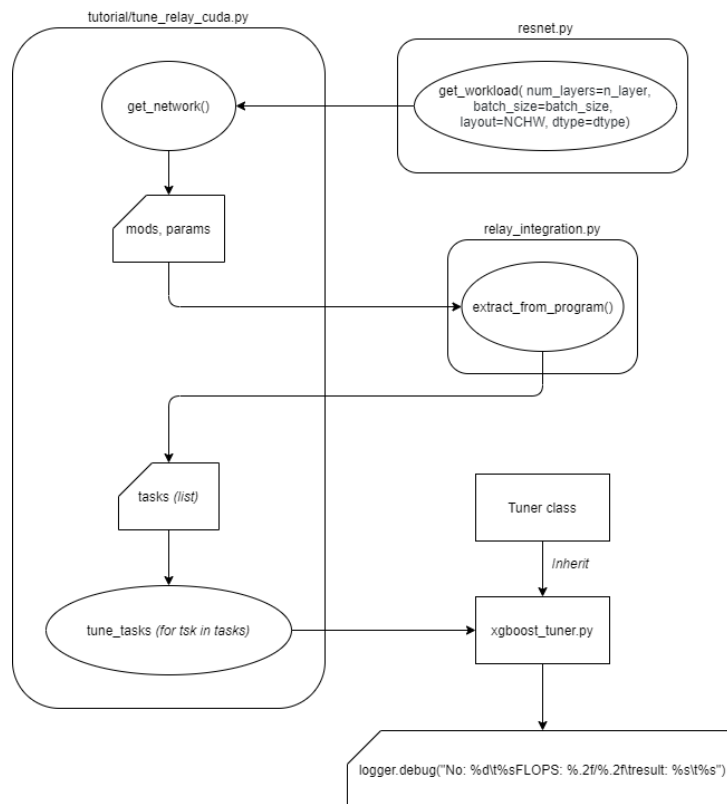 tutorial/tune_relay_cuda.py
resnet.py
get_network()
get_workload( num_layers=n_layer,
batch_size=batch_size,
layout=NCHW, dtype=dtype)
mods, params
relay_integration.py
extract_from_program()
tasks (list)
Tuner class
Inherit
tune_tasks (for tsk in tasks)
xgboost_tuner.py
logger.debug("No: %d\t%sFLOPS: %.2f/%.2f\tresult: %s\t%s")